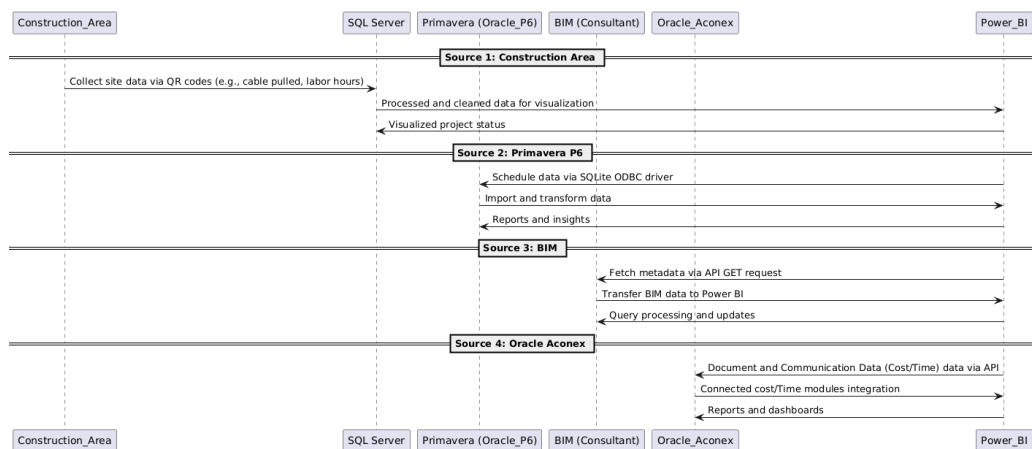 Construction_Area SQL Server Primavera (Oracle_P6) BIM (Consultant) Oracle_Aconex Power_BI
Source 1: Construction Area
Collect site data via QR codes (e.g., cable pulled, labor hours)
Processed and cleaned data for visualization
Visualized project status
Source 2: Primavera P6
Schedule data via SQLite ODBC driver
Import and transform data
Reports and insights
Source 3: BIM
Fetch metadata via API GET request
Transfer BIM data to Power BI
Query processing and updates
Source 4: Oracle Aconex
Document and Communication Data (Cost/Time) data via API
Connected cost/Time modules integration
Reports and dashboards
Construction_Area SQL Server Primavera (Oracle_P6) BIM (Consultant) Oracle_Aconex Power_BI